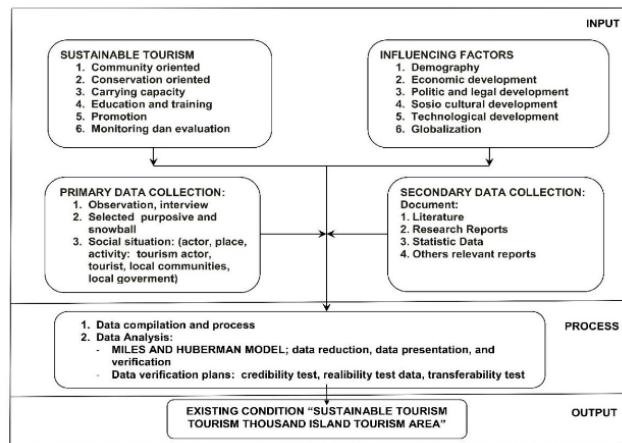 INPUT
SUSTAINABLE TOURISM
1. Community oriented
2. Conservation oriented
3. Carrying capacity
4. Education and training
5. Promotion
6. Monitoring dan evaluation
INFLUENCING FACTORS
1. Demography
2. Economic development
3. Politic and legal development
4. Sosio cultural development
5. Technological development
6. Globalization
PRIMARY DATA COLLECTION:
1. Observation, interview
2. Selected purposive and
snowball
3. Social situation: (actor, place,
activity: tourism actor,
tourist, local communities,
local goverment)
SECONDARY DATA COLLECTION:
Document:
1. Literature
2. Research Reports
3. Statistic Data
4. Others relevant reports
PROCESS
1. Data compilation and process
2. Data Analysis:
- MILES AND HUBERMAN MODEL; data reduction, data presentation, and
verification
- Data verification plans: credibility test, realibility test data, transferability test
OUTPUT
EXISTING CONDITION “SUSTAINABLE TOURISM
TOURISM THOUSAND ISLAND TOURISM AREA”